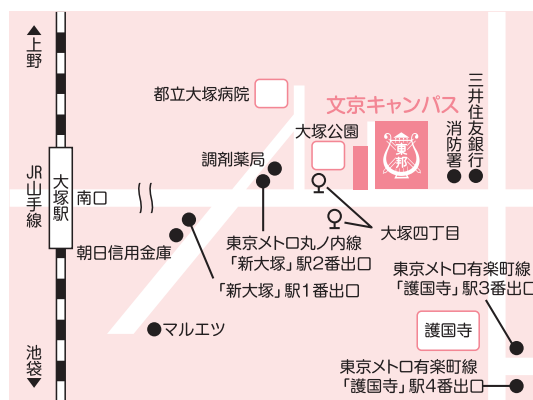 ▲上野
都立大塚病院
文京キャンパス
三井住友銀行
消防署
大塚公園
東邦
調剤薬局
JR山手線
大塚駅
南口
朝日信用金庫
東京メトロ丸ノ内線
「新大塚」駅2番出口
大塚四丁目
「新大塚」駅1番出口
東京メトロ有楽町線
「護国寺」駅3番出口
マルエツ
護国寺
池袋▼
東京メトロ有楽町線
「護国寺」駅4番出口